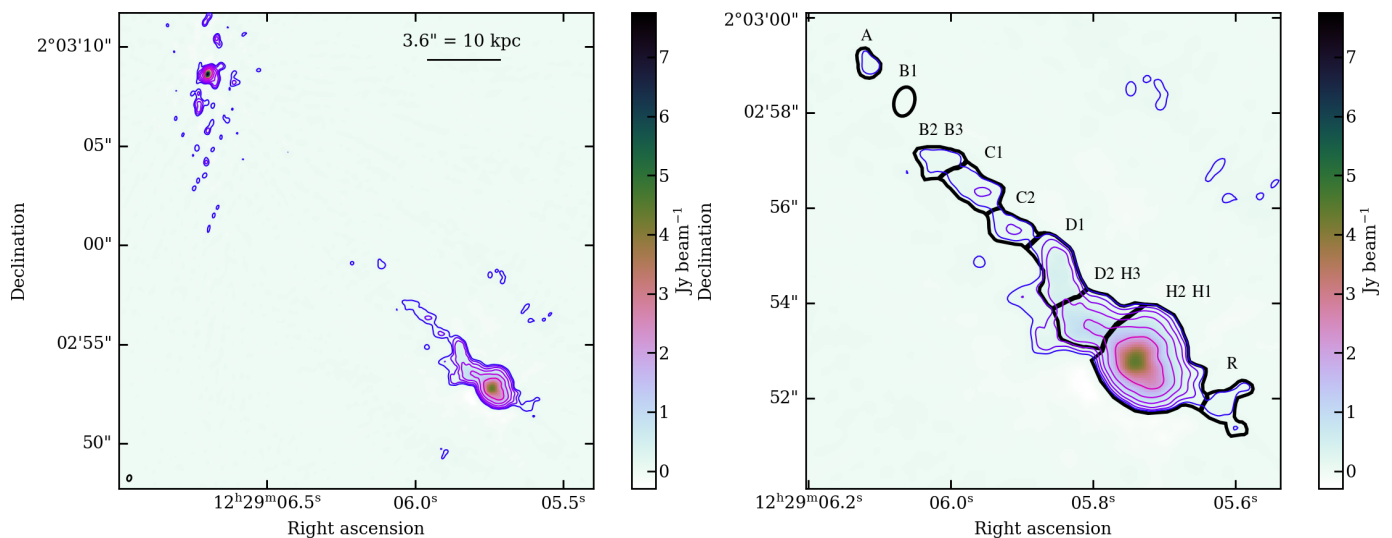 3.6" = 10 kpc
2°03'10"
05"
00"
02'55"
50"
Declination
12ʰ29ᵐ06.5ˢ
06.0ˢ
05.5ˢ
Right ascension
7
6
5
4
3
2
1
0
Jy beam⁻¹
2°03'00"
02'58"
56"
54"
52"
Declination
A
B1
B2 B3
C1
C2
D1
D2 H3
H2 H1
R
12ʰ29ᵐ06.2ˢ
06.0ˢ
05.8ˢ
05.6ˢ
Right ascension
7
6
5
4
3
2
1
0
Jy beam⁻¹